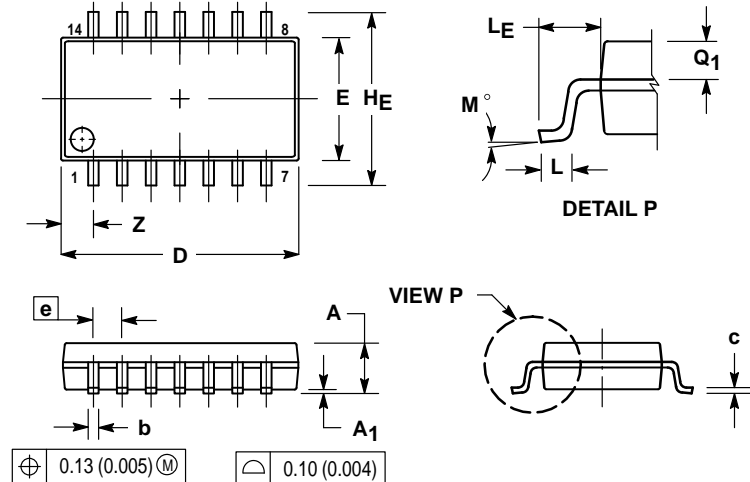 14
8
E
HE
1
7
Z
D
LE
Q1
M°
L
DETAIL P
e
A
b
A1
0.13 (0.005) Ⓜ
0.10 (0.004)
VIEW P
c